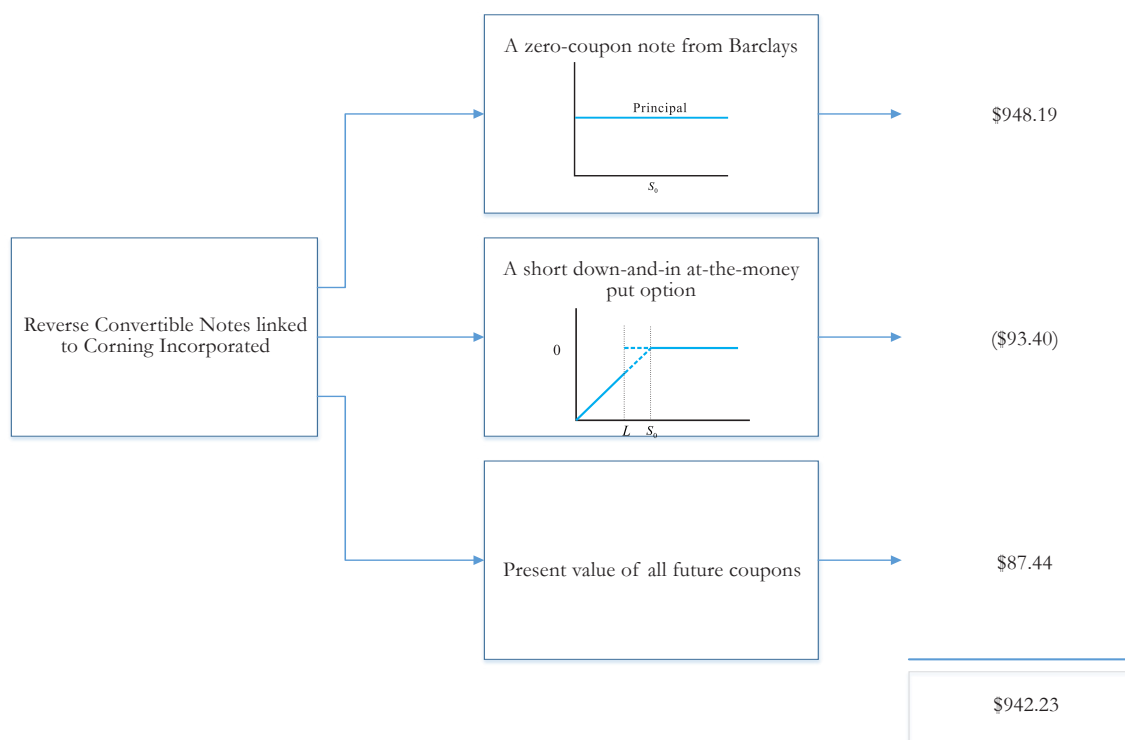 A zero-coupon note from Barclays
Principal
S₀
$948.19
Reverse Convertible Notes linked
to Corning Incorporated
A short down-and-in at-the-money
put option
0
L S₀
($93.40)
Present value of all future coupons
$87.44
$942.23